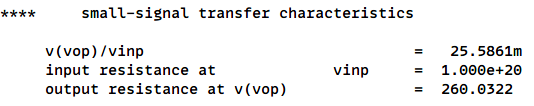 **** small-signal transfer characteristics
v(vop)/vinp = 25.5861m
input resistance at vinp = 1.000e+20
output resistance at v(vop) = 260.0322